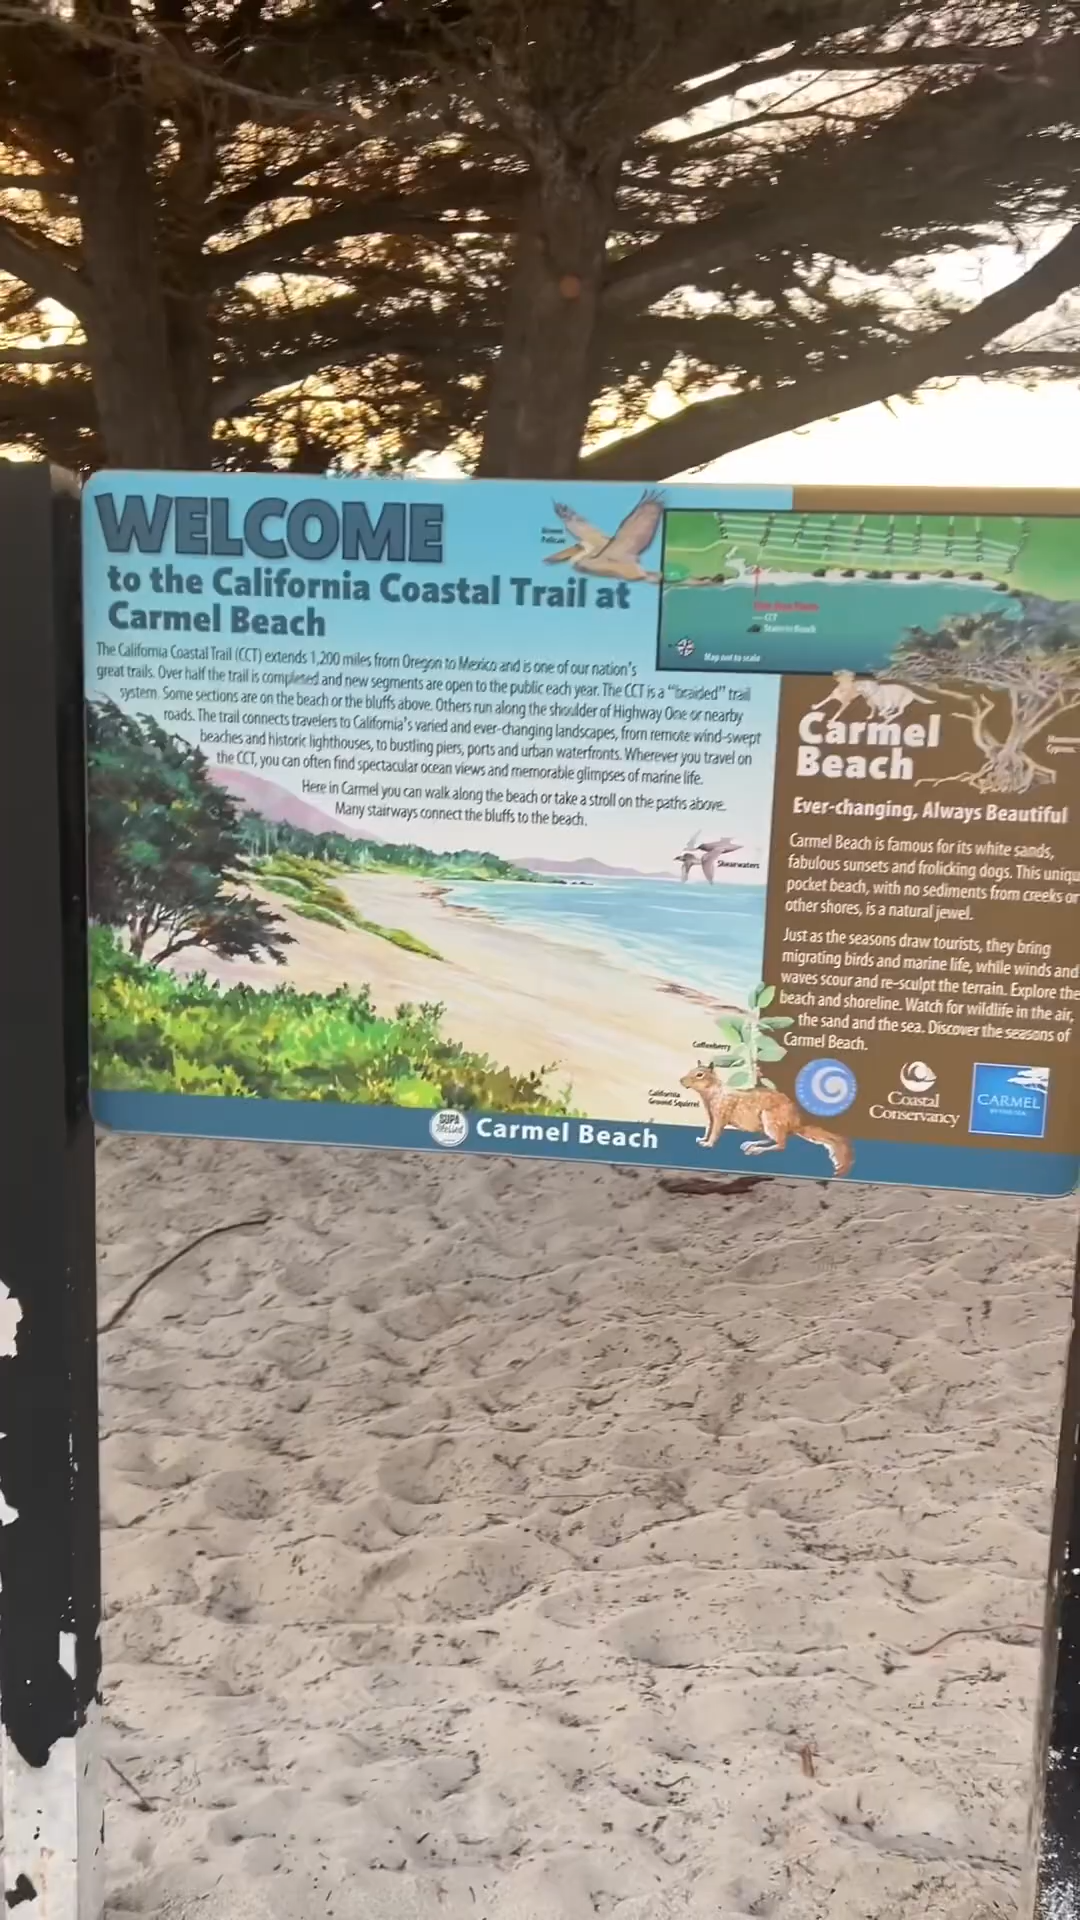 WELCOME
to the California Coastal Trail at
Carmel Beach
The California Coastal Trail (CCT) extends 1,200 miles from Oregon to Mexico and is one of our nation's
great trails. Over half the trail is completed and new segments are open to the public each year. The CCT is a "braided" trail
system. Some sections are on the beach or the bluffs above. Others run along the shoulder of Highway One or nearby
roads. The trail connects travelers to California's varied and ever-changing landscapes, from remote wind-swept
beaches and historic lighthouses, to bustling piers, ports and urban waterfronts. Wherever you travel on
the CCT, you can often find spectacular ocean views and memorable glimpses of marine life.
Here in Carmel you can walk along the beach or take a stroll on the paths above.
Many stairways connect the bluffs to the beach.
Pelican
CCT
Stairs to Beach
Map not to scale
Shearwaters
Coffeeberry
California
Ground Squirrel
Carmel Beach
Carmel
Beach
Cypress
Ever-changing, Always Beautiful
Carmel Beach is famous for its white sands,
fabulous sunsets and frolicking dogs. This uniqu
pocket beach, with no sediments from creeks or
other shores, is a natural jewel.
Just as the seasons draw tourists, they bring
migrating birds and marine life, while winds and
waves scour and re-sculpt the terrain. Explore the
beach and shoreline. Watch for wildlife in the air,
the sand and the sea. Discover the seasons of
Carmel Beach.
Coastal
Conservancy
CARMEL